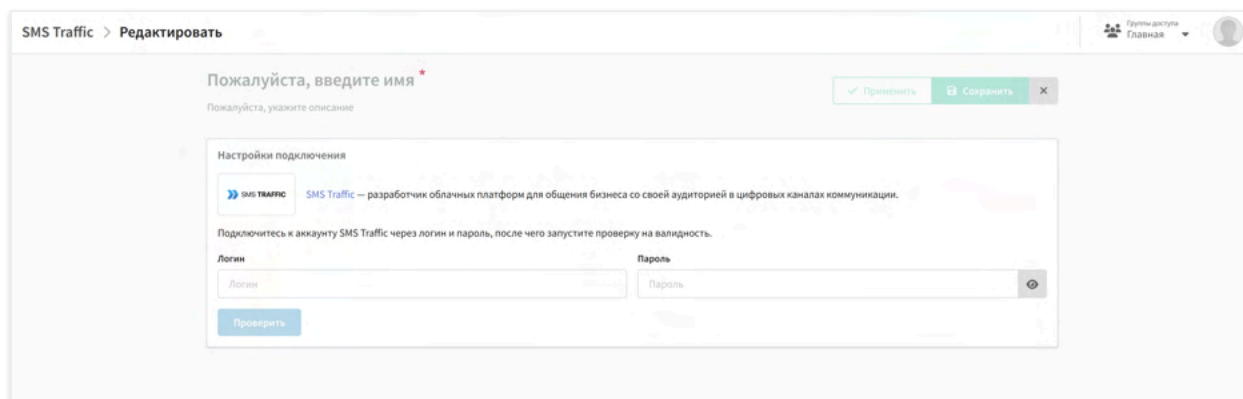 SMS Traffic > Редактировать
Группы доступа
Главная
Пожалуйста, введите имя *
Пожалуйста, укажите описание
Применить
Сохранить
Настройки подключения
SMS TRAFFIC
SMS Traffic — разработчик облачных платформ для общения бизнеса со своей аудиторией в цифровых каналах коммуникации.
Подключитесь к аккаунту SMS Traffic через логин и пароль, после чего запустите проверку на валидность.
Логин Пароль
Логин Пароль
Проверить